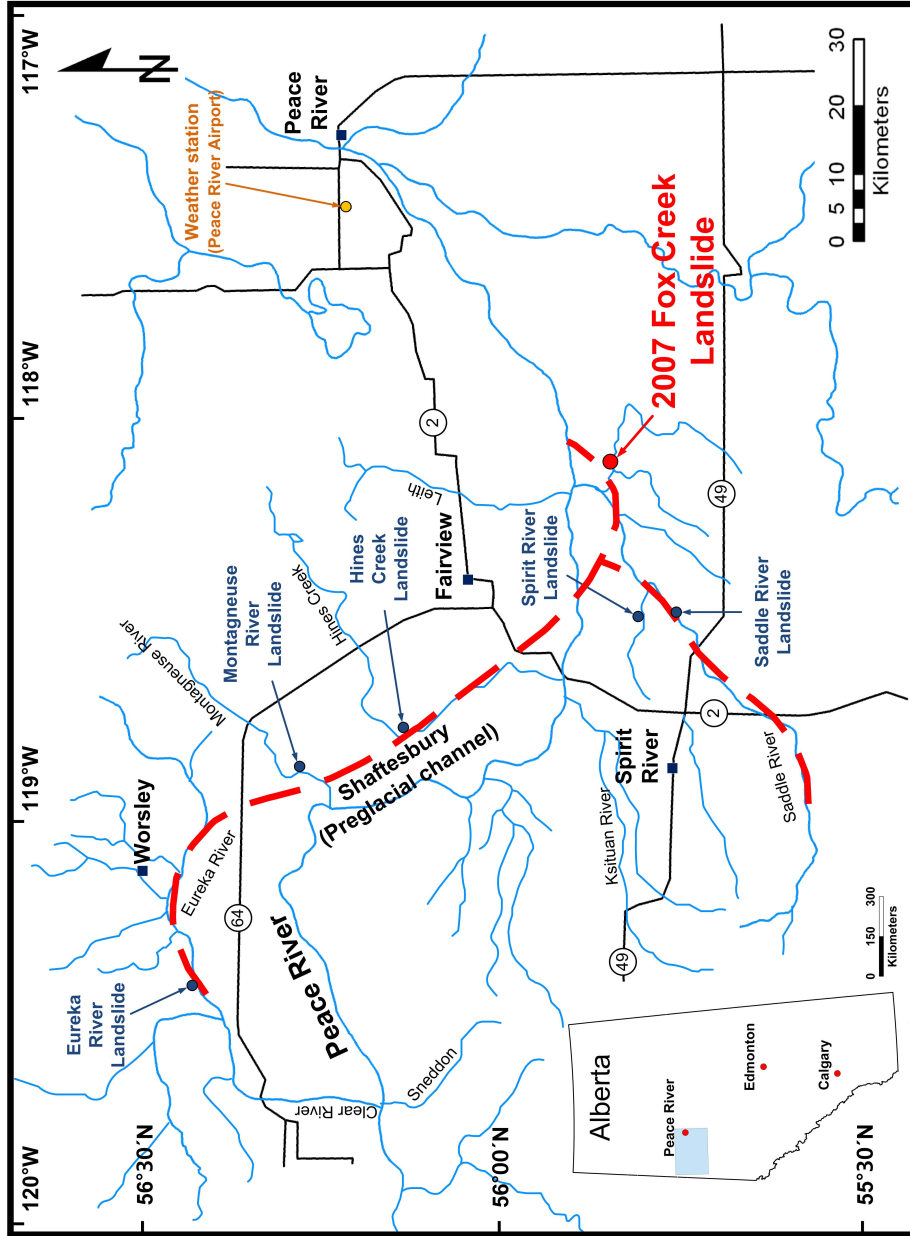 120°W
119°W
118°W
117°W
56°30´N
56°00´N
55°30´N
N
Eureka
River
Landslide
Worsley
Eureka River
Montagneuse River
Montagneuse
River
Landslide
Hines Creek
Hines
Creek
Landslide
Weather station
(Peace River Airport)
Peace
River
64
Clear River
Sneddon
Peace River
Shaftesbury
(Preglacial channel)
Fairview
Leith
2
Spirit River
Landslide
2007 Fox Creek
Landslide
Ksituan River
49
Spirit
River
2
Saddle River
Saddle River
Landslide
49
Alberta
Peace River
Edmonton
Calgary
0
150
300
Kilometers
0
5
10
20
30
Kilometers